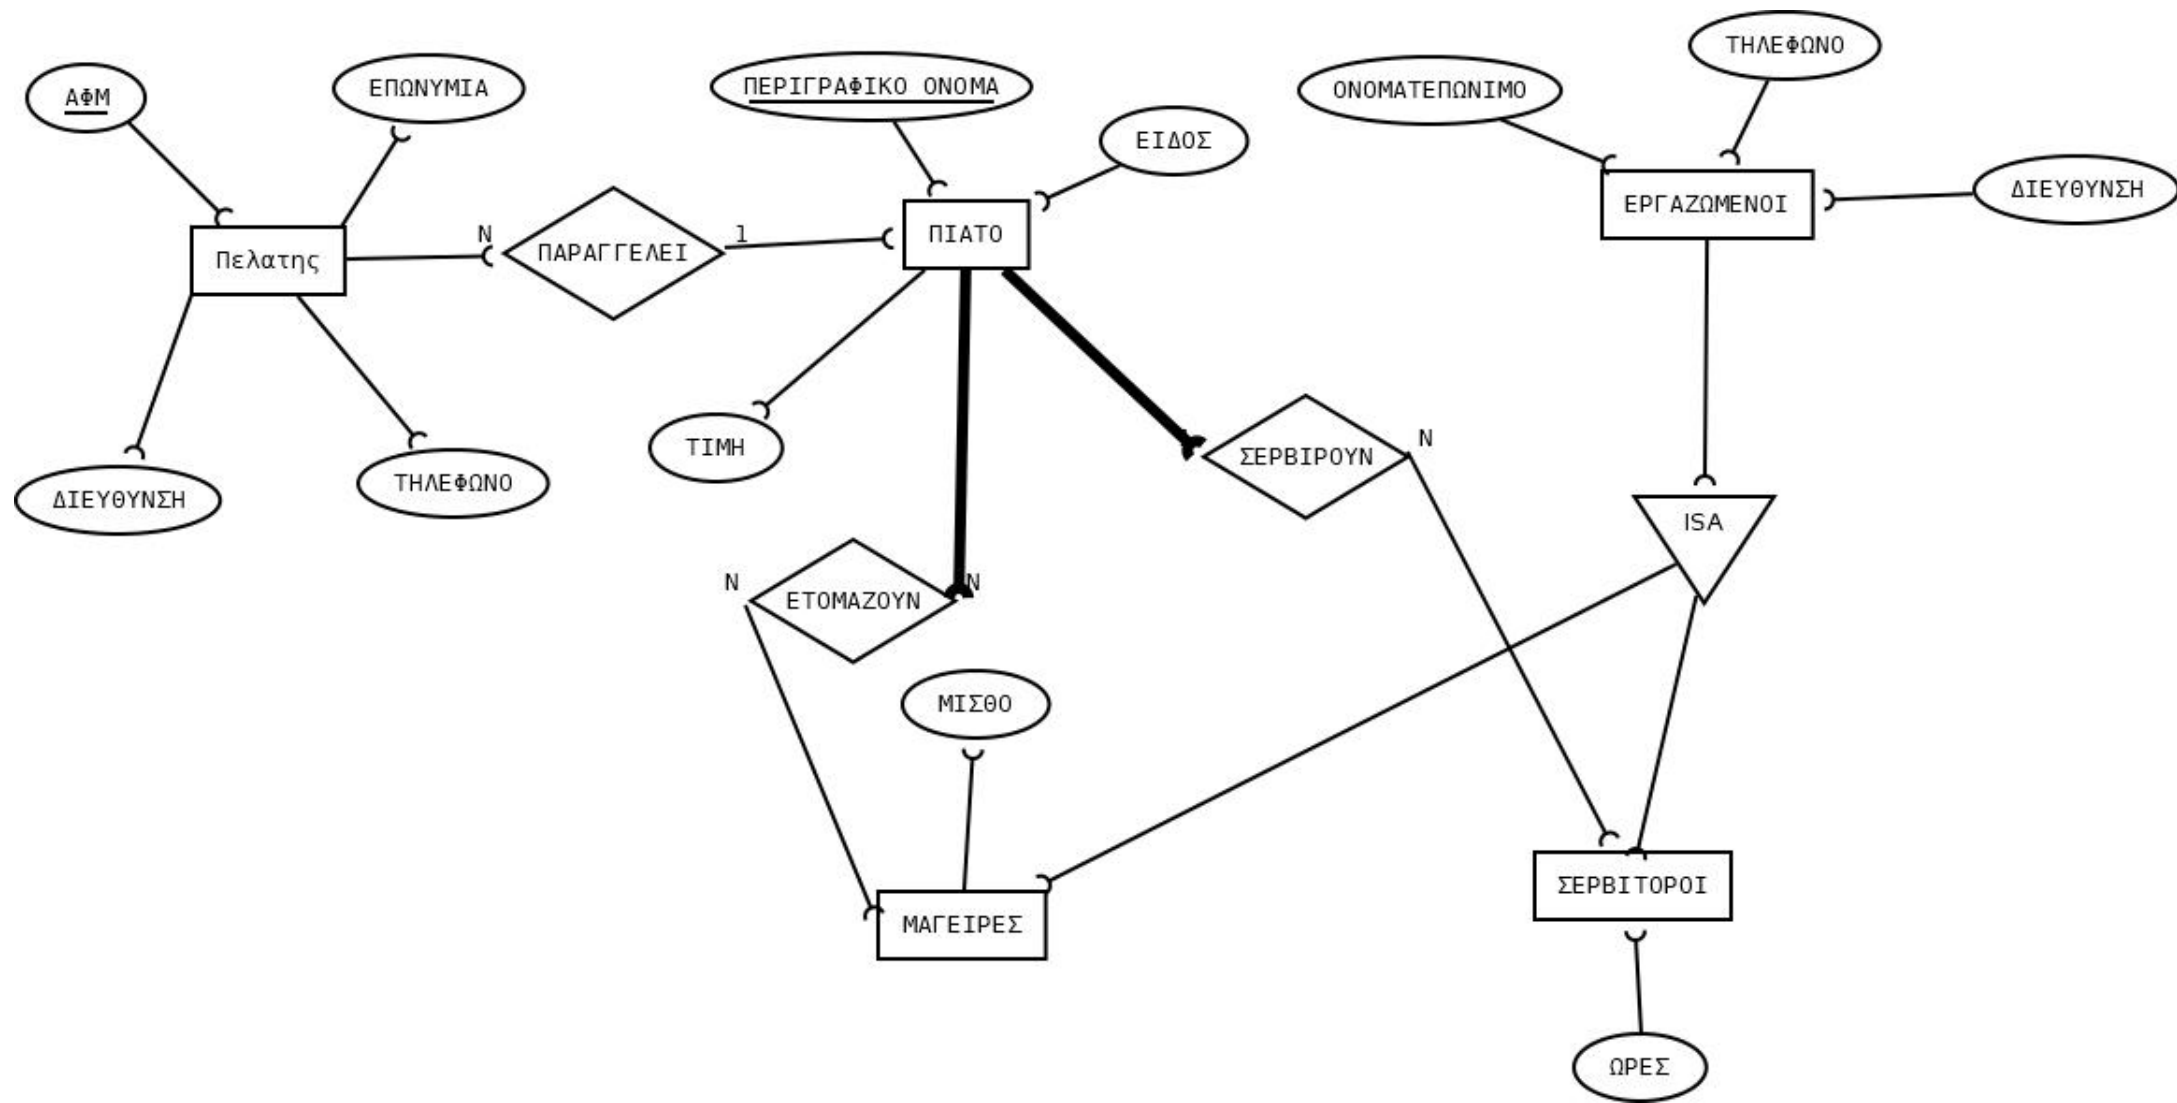 ΤΗΛΕΦΩΝΟ
ΑΦΜ
ΕΠΩΝΥΜΙΑ
ΠΕΡΙΓΡΑΦΙΚΟ ΟΝΟΜΑ
ΟΝΟΜΑΤΕΠΩΝΙΜΟ
ΕΙΔΟΣ
ΔΙΕΥΘΥΝΣΗ
ΕΡΓΑΖΩΜΕΝΟΙ
Πελατης
N
ΠΑΡΑΓΓΕΛΕΙ
1
ΠΙΑΤΟ
ΔΙΕΥΘΥΝΣΗ
ΤΗΛΕΦΩΝΟ
ΤΙΜΗ
ΣΕΡΒΙΡΟΥΝ
N
ISA
N
ΕΤΟΜΑΖΟΥΝ
N
ΜΙΣΘΟ
ΜΑΓΕΙΡΕΣ
ΣΕΡΒΙΤΟΡΟΙ
ΩΡΕΣ